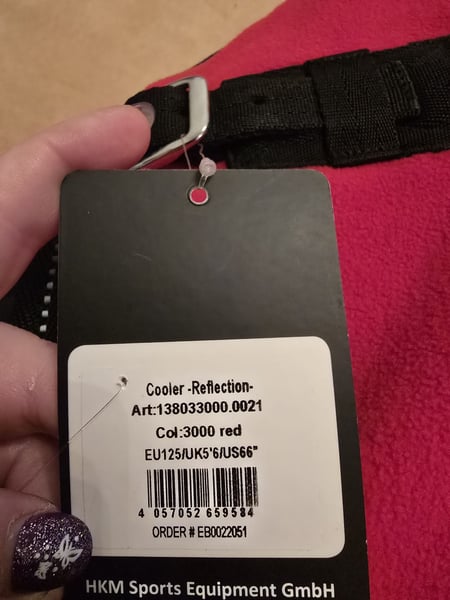 Cooler -Reflection-
Art:138033000.0021
Col:3000 red
EU125/UK5'6/US66"
4 057052 659584
ORDER # EB0022051
HKM Sports Equipment GmbH